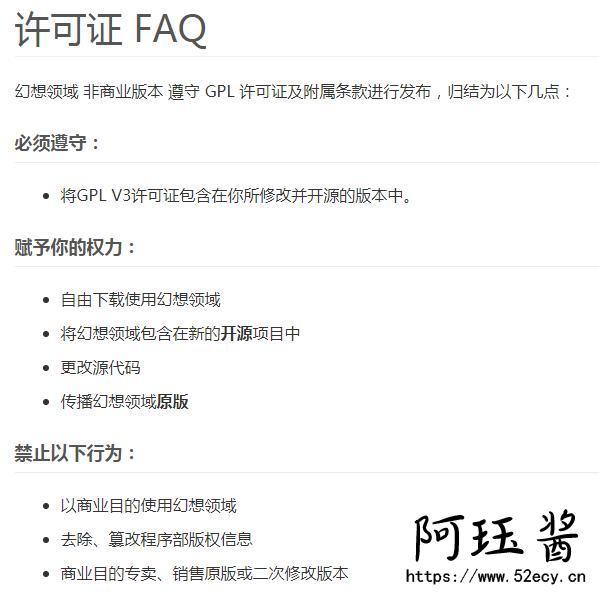 许可证 FAQ
幻想领域 非商业版本 遵守 GPL 许可证及附属条款进行发布，归结为以下几点：
必须遵守：
将GPL V3许可证包含在你所修改并开源的版本中。
赋予你的权力：
自由下载使用幻想领域
将幻想领域包含在新的开源项目中
更改源代码
传播幻想领域原版
禁止以下行为：
以商业目的使用幻想领域
去除、篡改程序部版权信息
商业目的专卖、销售原版或二次修改版本
阿珏酱
https://www.52ecy.cn